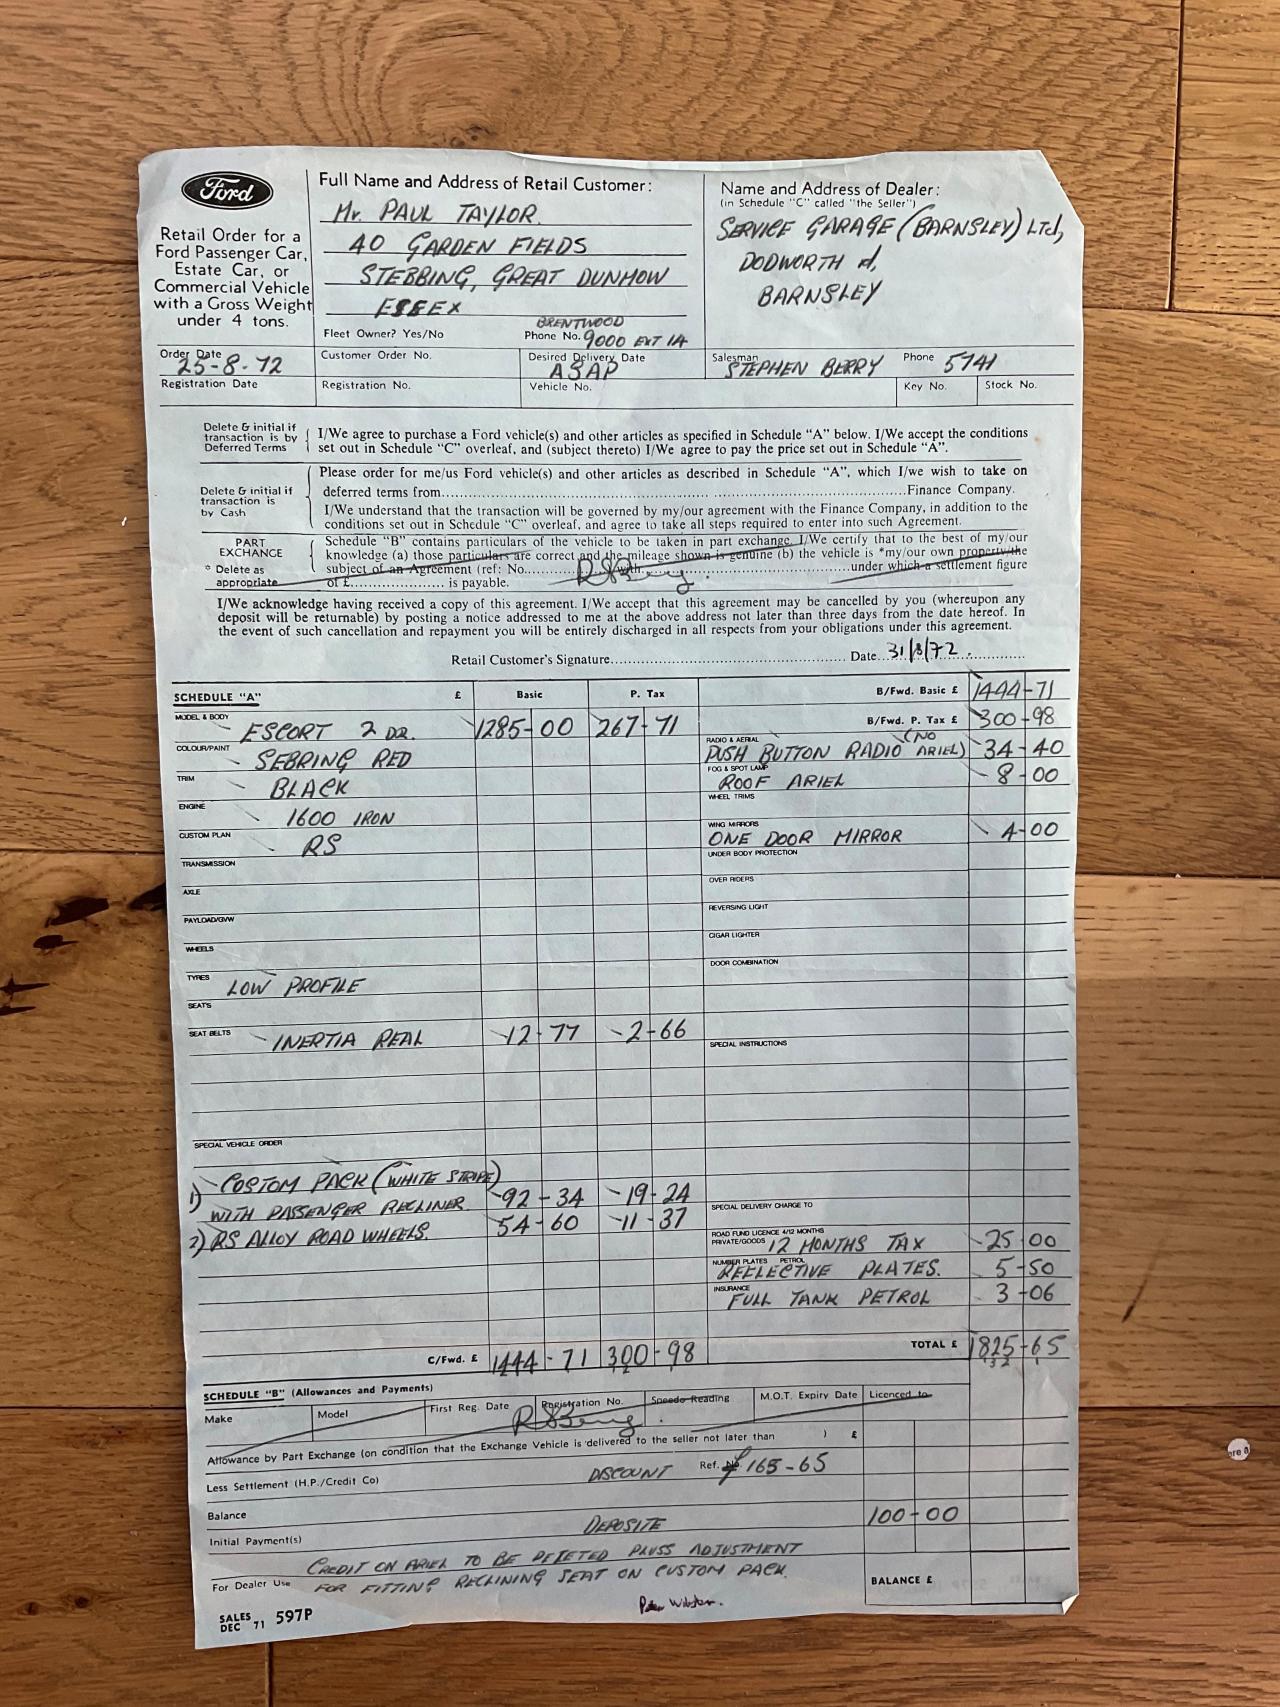 Ford
Retail Order for a
Ford Passenger Car,
Estate Car, or
Commercial Vehicle
with a Gross Weight
under 4 tons.
Full Name and Address of Retail Customer:
Mr. PAUL TAYLOR.
40 GARDEN FIELDS
STEBBING, GREAT DUNMOW
ESSEX
Fleet Owner? Yes/No
BRENTWOOD
Phone No. 9000 EXT 14
Name and Address of Dealer:
(in Schedule "C" called "the Seller")
SERVICE GARAGE (BARNSLEY) Ltd,
DODWORTH rd,
BARNSLEY
Order Date 25-8-72
Customer Order No.
Desired Delivery Date ASAP
Salesman STEPHEN BERRY Phone 5741
Registration Date
Registration No.
Vehicle No.
Key No.
Stock No.
Delete & initial if
transaction is by
Deferred Terms
I/We agree to purchase a Ford vehicle(s) and other articles as specified in Schedule "A" below. I/We accept the conditions
set out in Schedule "C" overleaf, and (subject thereto) I/We agree to pay the price set out in Schedule "A".
Delete & initial if
transaction is
by Cash
Please order for me/us Ford vehicle(s) and other articles as described in Schedule "A", which I/we wish to take on
deferred terms from Finance Company.
I/We understand that the transaction will be governed by my/our agreement with the Finance Company, in addition to the
conditions set out in Schedule "C" overleaf, and agree to take all steps required to enter into such Agreement.
PART
EXCHANGE
* Delete as
appropriate
Schedule "B" contains particulars of the vehicle to be taken in part exchange. I/We certify that to the best of my/our
knowledge (a) those particulars are correct and the mileage shown is genuine (b) the vehicle is *my/our own property/the
subject of an Agreement (ref: No. with under which a settlement figure
of £ is payable.
I/We acknowledge having received a copy of this agreement. I/We accept that this agreement may be cancelled by you (whereupon any
deposit will be returnable) by posting a notice addressed to me at the above address not later than three days from the date hereof. In
the event of such cancellation and repayment you will be entirely discharged in all respects from your obligations under this agreement.
Retail Customer's Signature Date 31/8/72.
SCHEDULE "A" £ Basic P. Tax
MODEL & BODY ESCORT 2 DR. 1285-00 267-71
COLOUR/PAINT SEBRING RED
TRIM BLACK
ENGINE 1600 IRON
CUSTOM PLAN RS
TRANSMISSION
AXLE
PAYLOAD/GVW
WHEELS
TYRES LOW PROFILE
SEATS
SEAT BELTS INERTIA REAL 12-77 2-66
SPECIAL VEHICLE ORDER
1) CUSTOM PACK (WHITE STRIPE)
WITH PASSENGER RECLINER 92-34 19-24
2) RS ALLOY ROAD WHEELS. 54-60 11-37
C/Fwd. £ 1444-71 300-98
B/Fwd. Basic £ 1444-71
B/Fwd. P. Tax £ 300-98
RADIO & AERIAL PUSH BUTTON RADIO (NO ARIEL) 34-40
FOG & SPOT LAMP ROOF ARIEL 8-00
WHEEL TRIMS
WING MIRRORS ONE DOOR MIRROR 4-00
UNDER BODY PROTECTION
OVER RIDERS
REVERSING LIGHT
CIGAR LIGHTER
DOOR COMBINATION
SPECIAL INSTRUCTIONS
SPECIAL DELIVERY CHARGE TO
ROAD FUND LICENCE 4/12 MONTHS
PRIVATE/GOODS 12 MONTHS TAX 25 00
NUMBER PLATES PETROL
REFLECTIVE PLATES. 5-50
INSURANCE FULL TANK PETROL 3-06
TOTAL £ 1825-65
SCHEDULE "B" (Allowances and Payments)
Make
Model
First Reg. Date
Registration No.
Speedo Reading
M.O.T. Expiry Date
Licenced to
Allowance by Part Exchange (on condition that the Exchange Vehicle is delivered to the seller not later than ) £
Less Settlement (H.P./Credit Co) DISCOUNT Ref. No £165-65
Balance
Initial Payment(s) DEPOSITE 100-00
CREDIT ON ARIEL TO BE DELETED PLUSS ADJUSTMENT
For Dealer Use FOR FITTING RECLINING SEAT ON CUSTOM PACK.
BALANCE £
SALES
DEC 71 597P